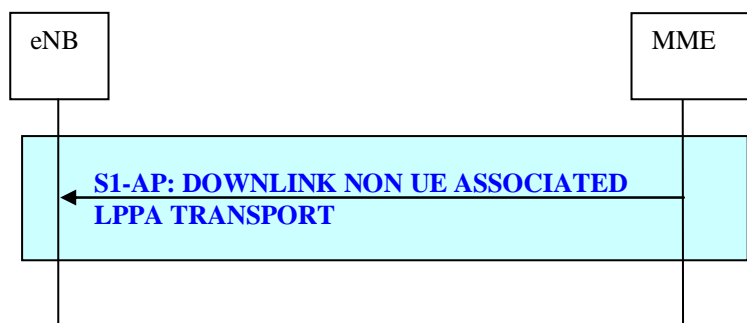 eNB
MME
S1-AP: DOWNLINK NON UE ASSOCIATED
LPPA TRANSPORT